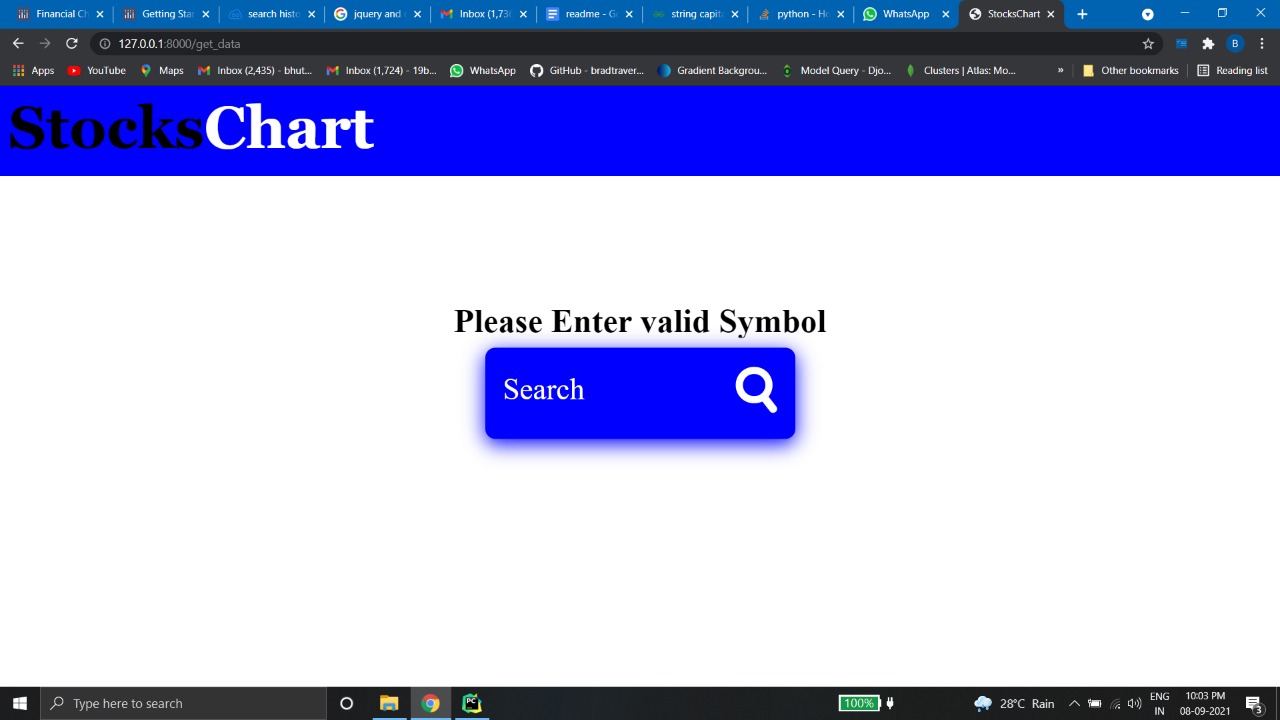 Financial Ch
Getting Sta
search histo
jquery and
Inbox (1,73
readme - Go
string capit
python - Ho
WhatsApp
StocksChart
127.0.0.1:8000/get_data
Apps
YouTube
Maps
Inbox (2,435) - bhut...
Inbox (1,724) - 19b...
WhatsApp
GitHub - bradtraver...
Gradient Backgrou...
Model Query - Djo...
Clusters | Atlas: Mo...
»
Other bookmarks
Reading list
StocksChart
Please Enter valid Symbol
Search
Type here to search
100%
28°C Rain
ENG
IN
10:03 PM
08-09-2021
3